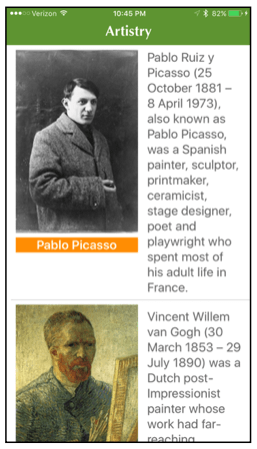 Verizon 10:45 PM 82%
Artistry
Pablo Ruiz y
Picasso (25
October 1881 –
8 April 1973),
also known as
Pablo Picasso,
was a Spanish
painter, sculptor,
printmaker,
ceramicist,
stage designer,
poet and
playwright who
spent most of
his adult life in
France.
Pablo Picasso
Vincent Willem
van Gogh (30
March 1853 – 29
July 1890) was a
Dutch post-
Impressionist
painter whose
work had far-
reaching